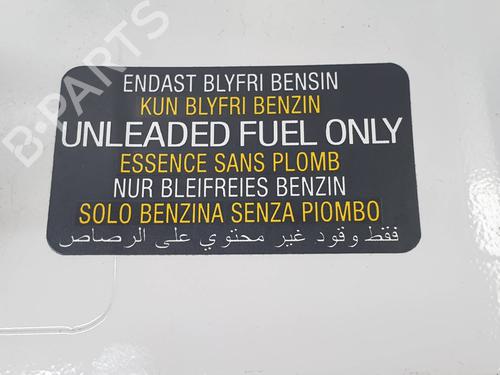 B-PARTS
ENDAST BLYFRI BENSIN
KUN BLYFRI BENZIN
UNLEADED FUEL ONLY
ESSENCE SANS PLOMB
NUR BLEIFREIES BENZIN
SOLO BENZINA SENZA PIOMBO
فقط وقود غير محتوي على الرصاص